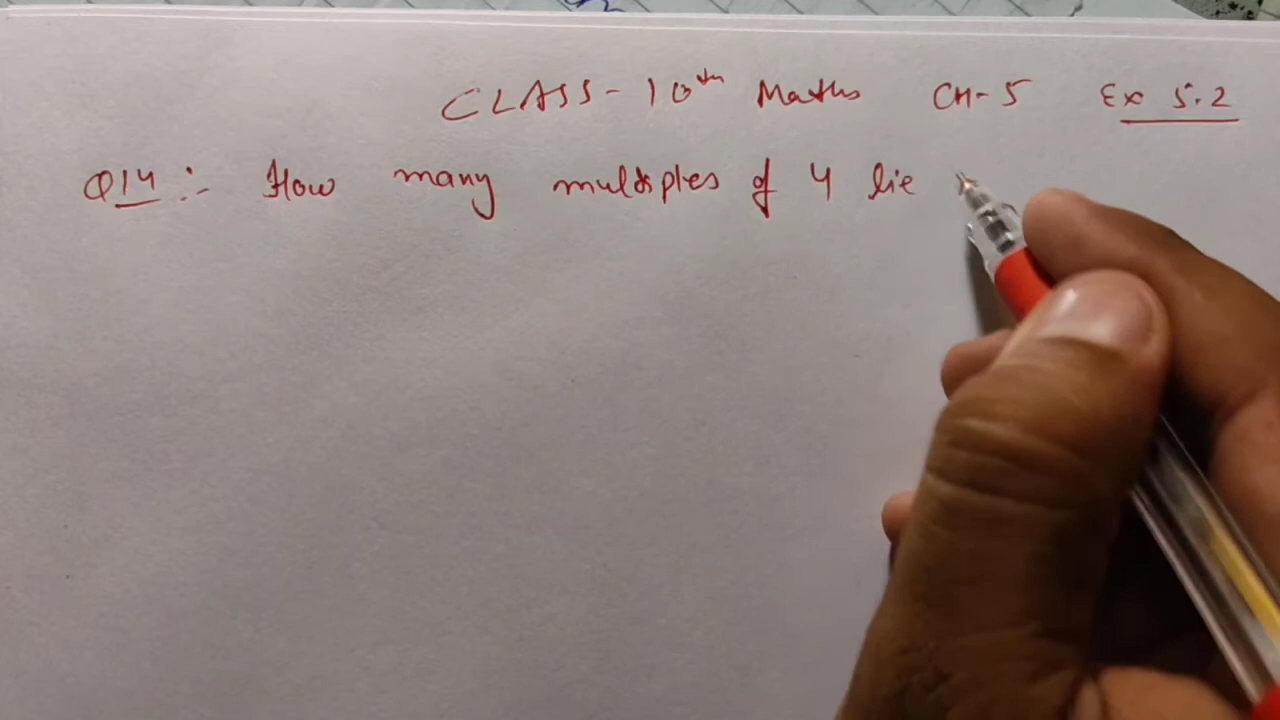 CLASS-10th Maths CH-5 Ex 5.2
Q14:- How many multiples of 4 lie